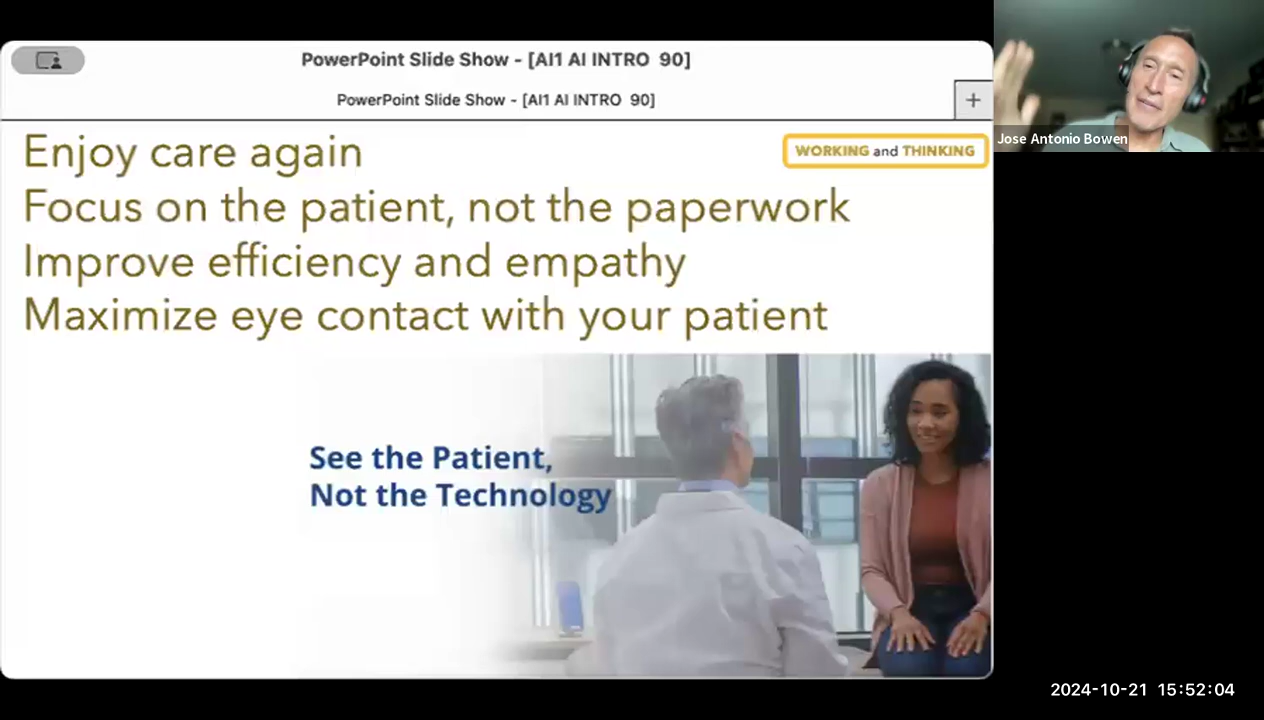 PowerPoint Slide Show - [AI1 AI INTRO 90]
PowerPoint Slide Show - [AI1 AI INTRO 90]
+
Enjoy care again
WORKING and THINKING
Focus on the patient, not the paperwork
Improve efficiency and empathy
Maximize eye contact with your patient
See the Patient,
Not the Technology
Jose Antonio Bowen
2024-10-21 15:52:04